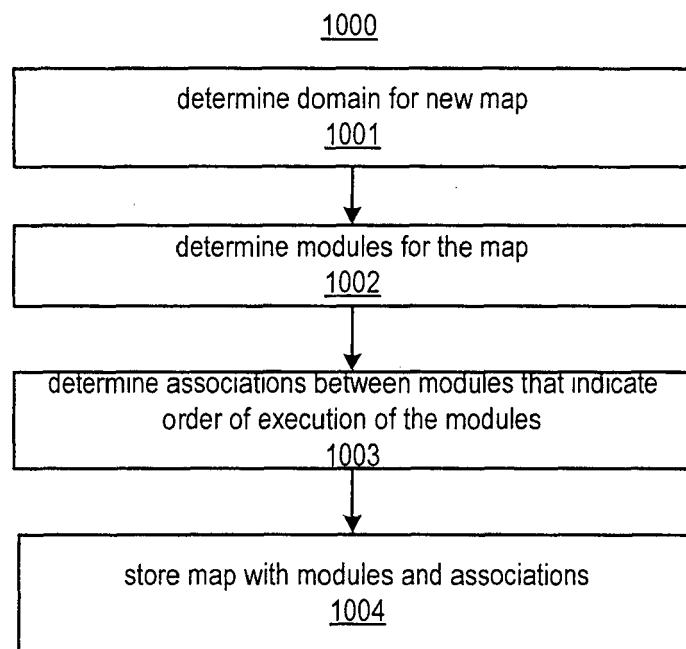 1000
determine domain for new map
1001
determine modules for the map
1002
determine associations between modules that indicate
order of execution of the modules
1003
store map with modules and associations
1004